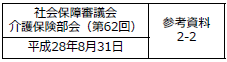 社会保障審議会
介護保険部会（第62回）
平成28年8月31日
参考資料
2-2